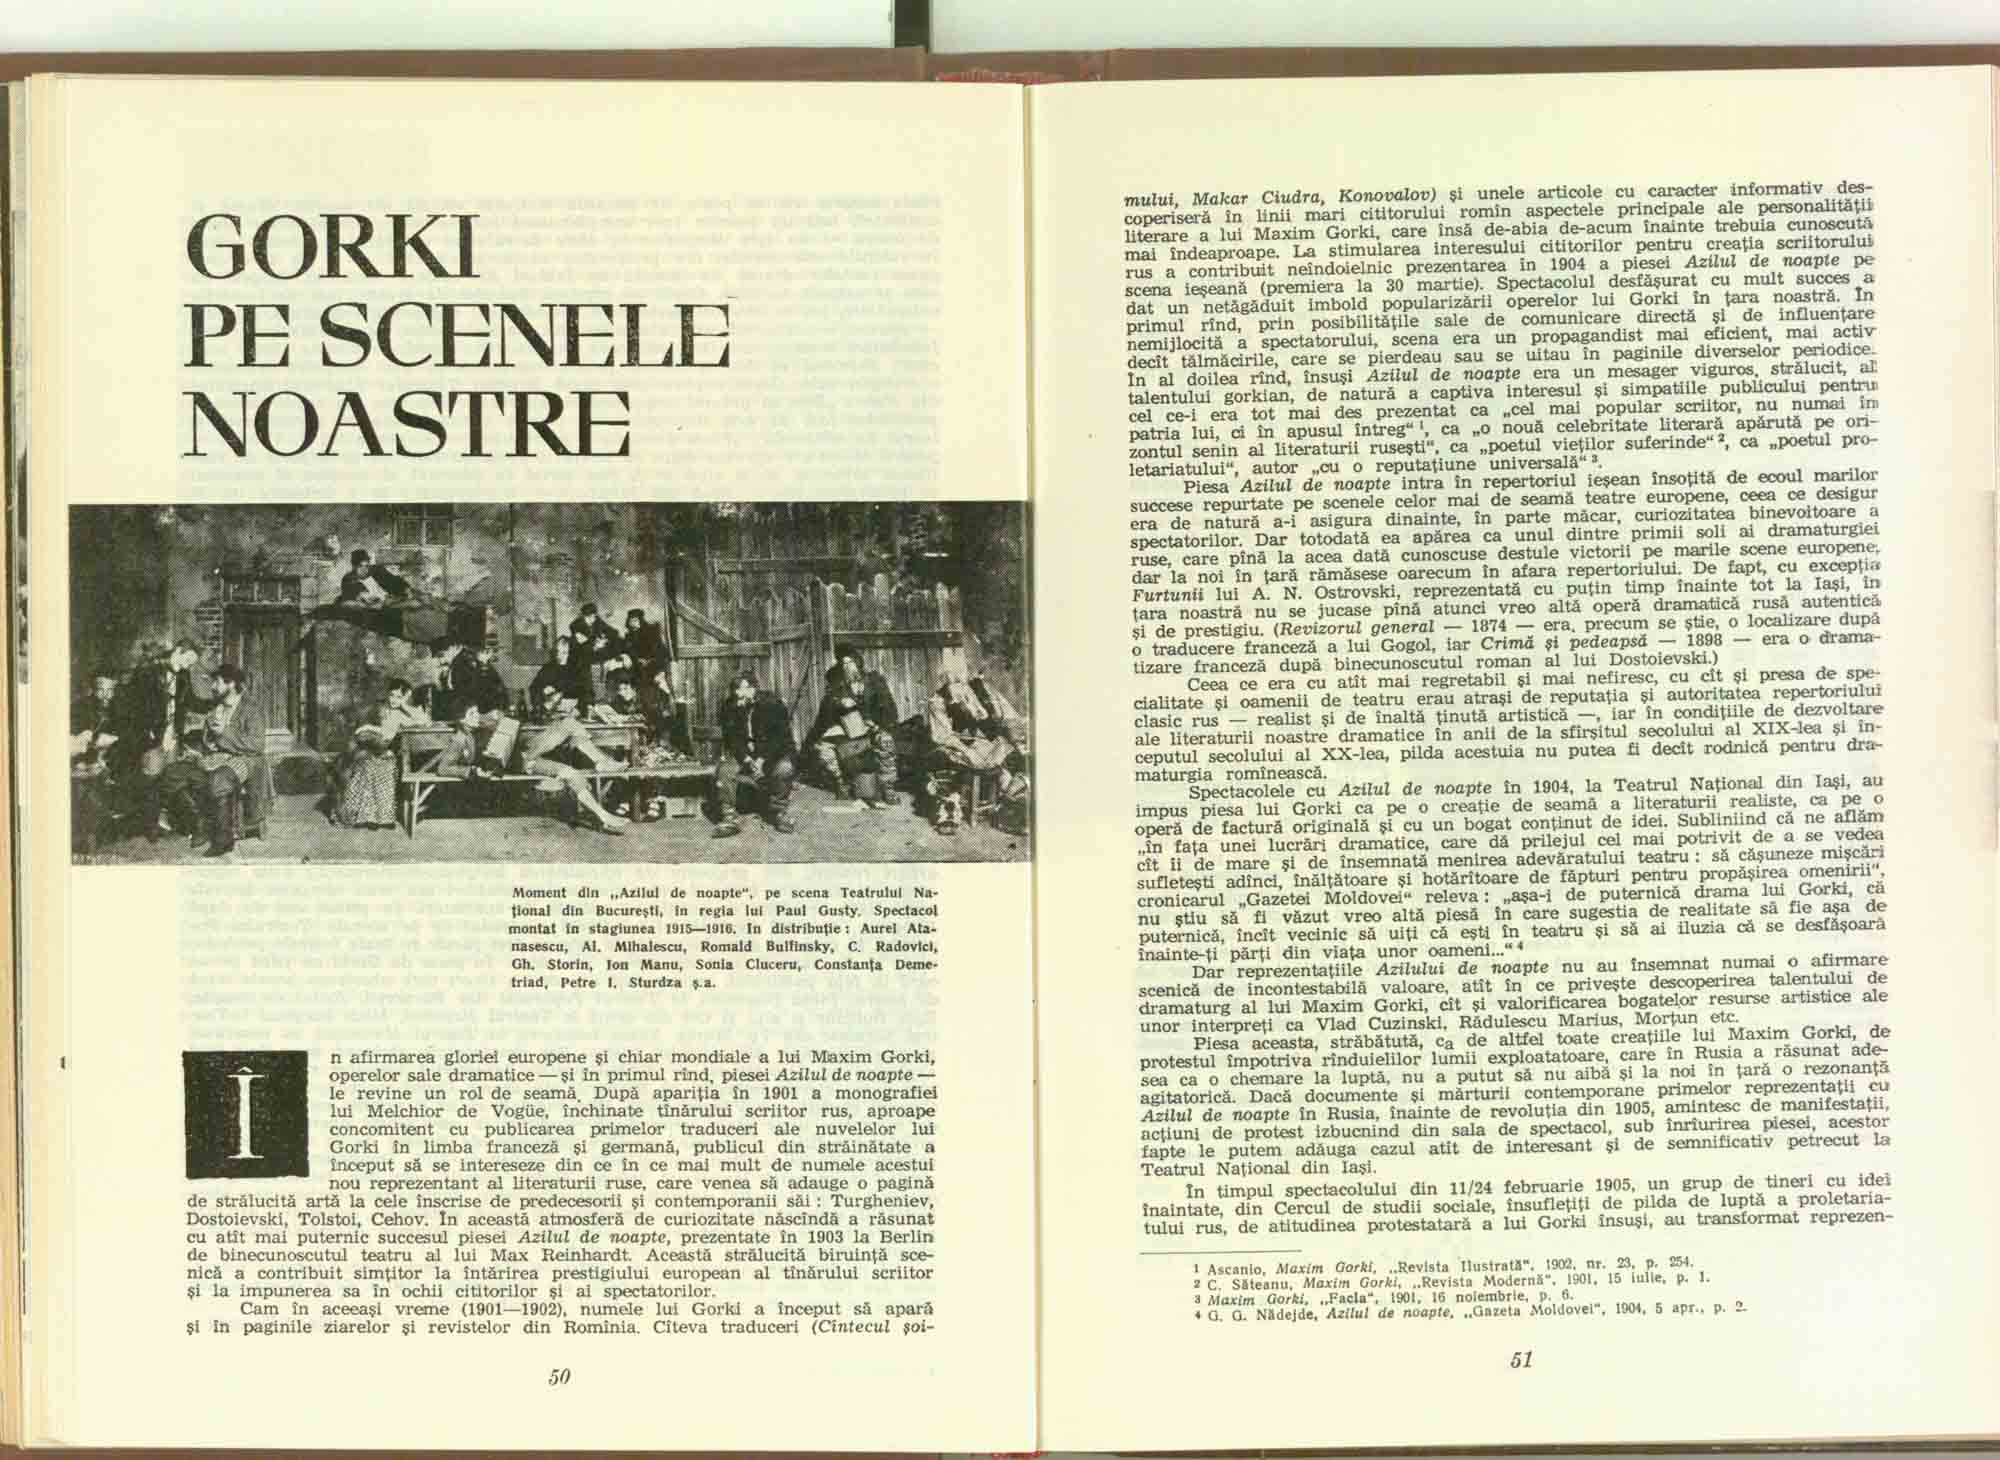 GORKI
PE SCENELE
NOASTRE
Moment din „Azilul de noapte“, pe scena Teatrului Na-
țional din București, în regia lui Paul Gusty. Spectacol
montat în stagiunea 1915—1916. În distribuție : Aurel Ata-
nasescu, Al. Mihalescu, Romald Bulfinsky, C. Radovici,
Gh. Storin, Ion Manu, Sonia Cluceru, Constanța Deme-
triad, Petre I. Sturdza ș.a.
În afirmarea gloriei europene și chiar mondiale a lui Maxim Gorki,
operelor sale dramatice — și în primul rînd, piesei Azilul de noapte —
le revine un rol de seamă. După apariția în 1901 a monografiei
lui Melchior de Vogüe, închinate tînărului scriitor rus, aproape
concomitent cu publicarea primelor traduceri ale nuvelelor lui
Gorki în limba franceză și germană, publicul din străinătate a
început să se intereseze din ce în ce mai mult de numele acestui
nou reprezentant al literaturii ruse, care venea să adauge o pagină
de strălucită artă la cele înscrise de predecesorii și contemporanii săi : Turgheniev,
Dostoievski, Tolstoi, Cehov. În această atmosferă de curiozitate născîndă a răsunat
cu atît mai puternic succesul piesei Azilul de noapte, prezentate în 1903 la Berlin
de binecunoscutul teatru al lui Max Reinhardt. Această strălucită biruință sce-
nică a contribuit simțitor la întărirea prestigiului european al tînărului scriitor
și la impunerea sa în ochii cititorilor și ai spectatorilor.
Cam în aceeași vreme (1901—1902), numele lui Gorki a început să apară
și în paginile ziarelor și revistelor din Romînia. Cîteva traduceri (Cîntecul șoi-
50
mului, Makar Ciudra, Konovalov) și unele articole cu caracter informativ des-
coperiseră în linii mari cititorului romîn aspectele principale ale personalității
literare a lui Maxim Gorki, care însă de-abia de-acum înainte trebuia cunoscută
mai îndeaproape. La stimularea interesului cititorilor pentru creația scriitorului
rus a contribuit neîndoielnic prezentarea în 1904 a piesei Azilul de noapte pe
scena ieșeană (premiera la 30 martie). Spectacolul desfășurat cu mult succes a
dat un netăgăduit imbold popularizării operelor lui Gorki în țara noastră. În
primul rînd, prin posibilitățile sale de comunicare directă și de influențare
nemijlocită a spectatorului, scena era un propagandist mai eficient, mai activ
decît tălmăcirile, care se pierdeau sau se uitau în paginile diverselor periodice.
În al doilea rînd, însuși Azilul de noapte era un mesager viguros, strălucit, al
talentului gorkian, de natură a captiva interesul și simpatiile publicului pentru
cel ce-i era tot mai des prezentat ca „cel mai popular scriitor, nu numai în
patria lui, ci în apusul întreg“ 1, ca „o nouă celebritate literară apărută pe ori-
zontul senin al literaturii rusești“, ca „poetul vieților suferinde“ 2, ca „poetul pro-
letariatului“, autor „cu o reputațiune universală“ 3.
Piesa Azilul de noapte intra în repertoriul ieșean însoțită de ecoul marilor
succese repurtate pe scenele celor mai de seamă teatre europene, ceea ce desigur
era de natură a-i asigura dinainte, în parte măcar, curiozitatea binevoitoare a
spectatorilor. Dar totodată ea apărea ca unul dintre primii soli ai dramaturgiei
ruse, care pînă la acea dată cunoscuse destule victorii pe marile scene europene,
dar la noi în țară rămăsese oarecum în afara repertoriului. De fapt, cu excepția
Furtunii lui A. N. Ostrovski, reprezentată cu puțin timp înainte tot la Iași, în
țara noastră nu se jucase pînă atunci vreo altă operă dramatică rusă autentică
și de prestigiu. (Revizorul general — 1874 — era, precum se știe, o localizare după
o traducere franceză a lui Gogol, iar Crimă și pedeapsă — 1898 — era o drama-
tizare franceză după binecunoscutul roman al lui Dostoievski.)
Ceea ce era cu atît mai regretabil și mai nefiresc, cu cît și presa de spe-
cialitate și oamenii de teatru erau atrași de reputația și autoritatea repertoriului
clasic rus — realist și de înaltă ținută artistică —, iar în condițiile de dezvoltare
ale literaturii noastre dramatice în anii de la sfîrșitul secolului al XIX-lea și în-
ceputul secolului al XX-lea, pilda acestuia nu putea fi decît rodnică pentru dra-
maturgia romînească.
Spectacolele cu Azilul de noapte în 1904, la Teatrul Național din Iași, au
impus piesa lui Gorki ca pe o creație de seamă a literaturii realiste, ca pe o
operă de factură originală și cu un bogat conținut de idei. Subliniind că ne aflăm
„în fața unei lucrări dramatice, care dă prilejul cel mai potrivit de a se vedea
cît îi de mare și de însemnată menirea adevăratului teatru : să cășuneze mișcări
sufletești adînci, înălțătoare și hotărîtoare de făpturi pentru propășirea omenirii“,
cronicarul „Gazetei Moldovei“ releva : „așa-i de puternică drama lui Gorki, că
nu știu să fi văzut vreo altă piesă în care sugestia de realitate să fie așa de
puternică, încît vecinic să uiți că ești în teatru și să ai iluzia că se desfășoară
înainte-ți părți din viața unor oameni...“ 4
Dar reprezentațiile Azilului de noapte nu au însemnat numai o afirmare
scenică de incontestabilă valoare, atît în ce privește descoperirea talentului de
dramaturg al lui Maxim Gorki, cît și valorificarea bogatelor resurse artistice ale
unor interpreți ca Vlad Cuzinski, Rădulescu Marius, Morțun etc.
Piesa aceasta, străbătută, ca de altfel toate creațiile lui Maxim Gorki, de
protestul împotriva rînduielilor lumii exploatatoare, care în Rusia a răsunat ade-
sea ca o chemare la luptă, nu a putut să nu aibă și la noi în țară o rezonanță
agitatorică. Dacă documente și mărturii contemporane primelor reprezentații cu
Azilul de noapte în Rusia, înainte de revoluția din 1905, amintesc de manifestații,
acțiuni de protest izbucnind din sala de spectacol, sub înrîurirea piesei, acestor
fapte le putem adăuga cazul atît de interesant și de semnificativ petrecut la
Teatrul Național din Iași.
În timpul spectacolului din 11/24 februarie 1905, un grup de tineri cu idei
înaintate, din Cercul de studii sociale, însuflețiți de pilda de luptă a proletaria-
tului rus, de atitudinea protestatară a lui Gorki însuși, au transformat reprezen-
1 Ascanio, Maxim Gorki, „Revista Ilustrată“, 1902, nr. 23, p. 254.
2 C. Săteanu, Maxim Gorki, „Revista Modernă“, 1901, 15 iulie, p. 1.
3 Maxim Gorki, „Facla“, 1901, 16 noiembrie, p. 6.
4 G. G. Nădejde, Azilul de noapte, „Gazeta Moldovei“, 1904, 5 apr., p. 2.
51